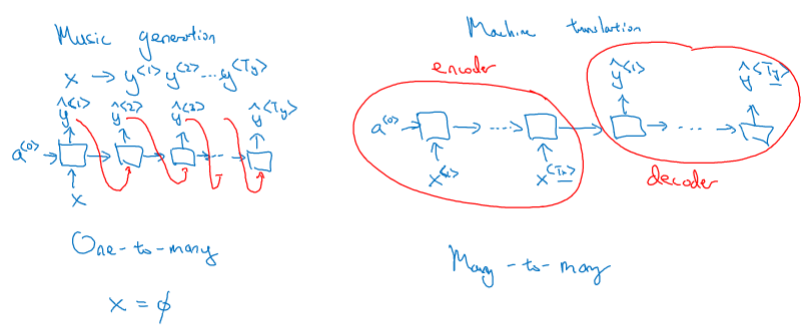 Music generation
x → y<1> y<2> ... y<Ty>
ŷ<1> ŷ<2> ŷ<2> ŷ<Ty>
a<0> ...
x
One-to-many
x = ϕ
Machine translation
encoder
ŷ<1> ŷ<Ty>
a<0> ... ...
x<1> x<Tx>
decoder
Many-to-many